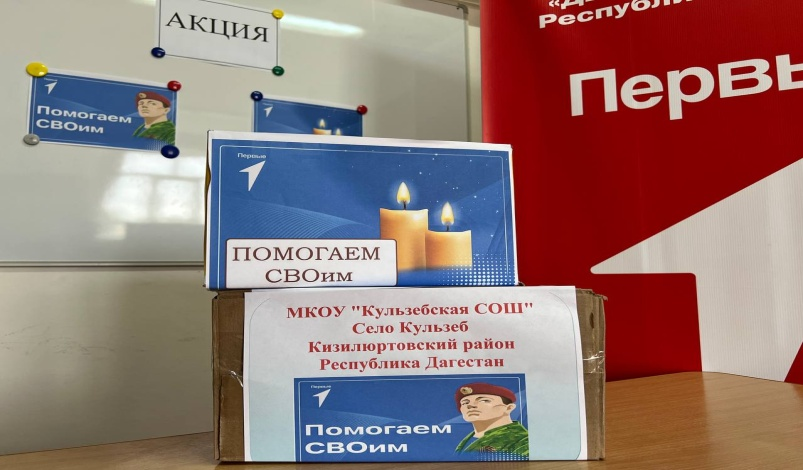 АКЦИЯ
Республи
Первы
Помогаем
СВОим
Первые
ПОМОГАЕМ
СВОим
МКОУ "Кульзебская СОШ"
Село Кульзеб
Кизилюртовский район
Республика Дагестан
Первые
Помогаем
СВОим